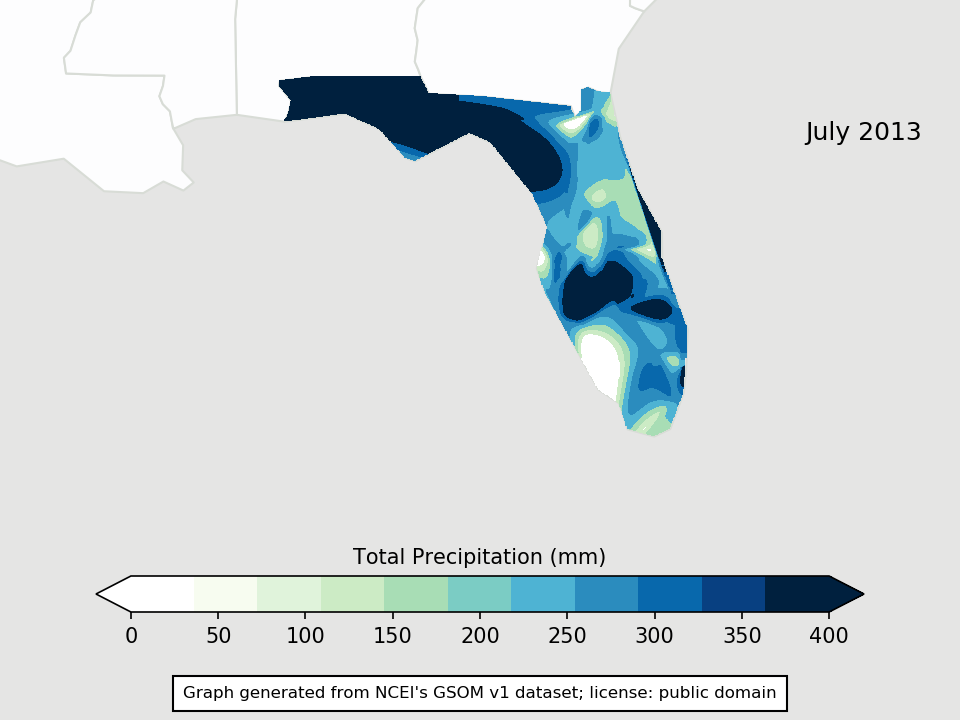 July 2013
Total Precipitation (mm)
0 50 100 150 200 250 300 350 400
Graph generated from NCEI's GSOM v1 dataset; license: public domain